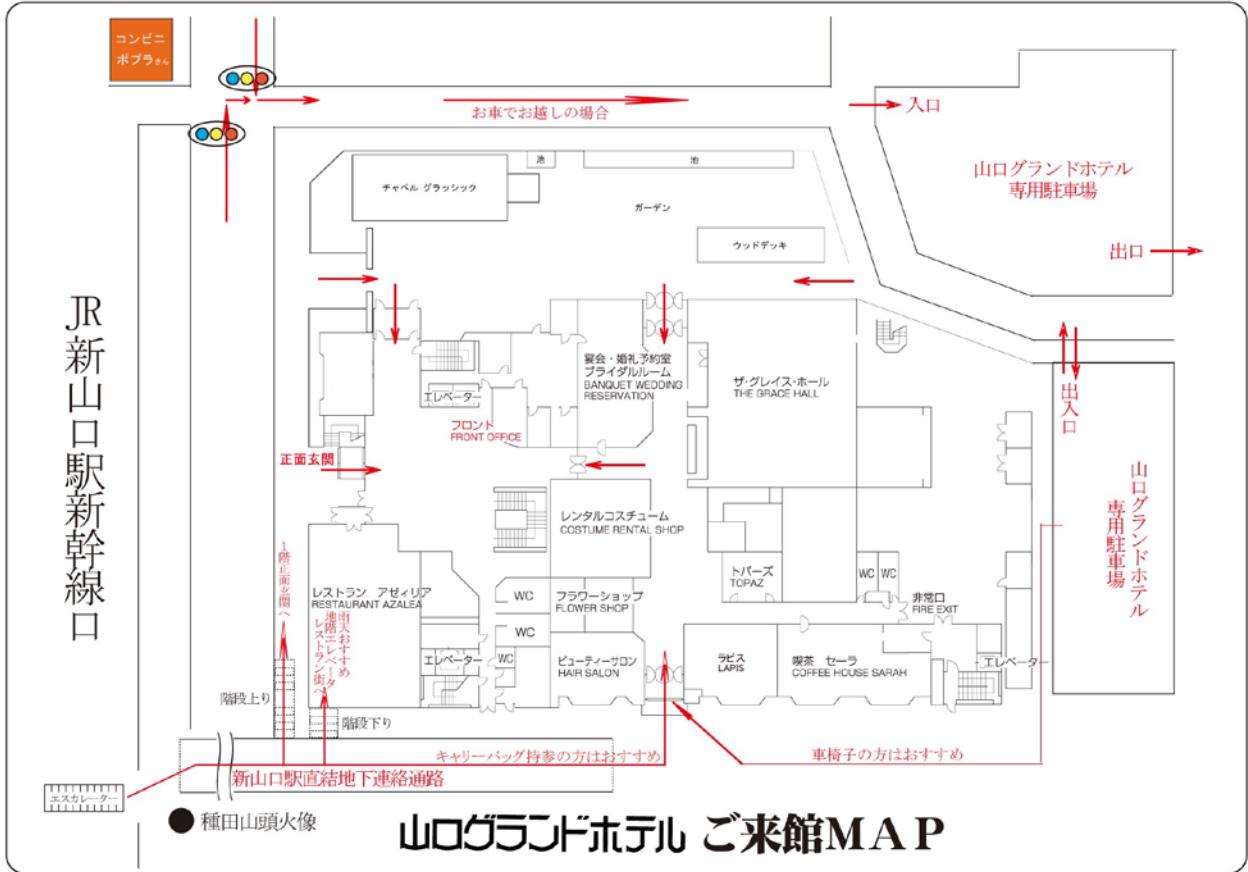 コンビニ
ポプラさん
お車でお越しの場合
入口
山口グランドホテル
専用駐車場
出口
池
池
チャペル グラッシック
ガーデン
ウッドデッキ
JR新山口駅新幹線口
宴会・婚礼予約室
ブライダルルーム
BANQUET WEDDING
RESERVATION
ザ・グレイス・ホール
THE GRACE HALL
エレベーター
フロント
FRONT OFFICE
正面玄関
出入口
山口グランドホテル
専用駐車場
レンタルコスチューム
COSTUME RENTAL SHOP
1階正面玄関へ
レストラン アゼィリア
RESTAURANT AZALEA
雨天おすすめ
地階エレベータ
レストラン街へ
WC
WC
WC
フラワーショップ
FLOWER SHOP
トパーズ
TOPAZ
WC
WC
非常口
FIRE EXIT
エレベーター
ビューティーサロン
HAIR SALON
ラピス
LAPIS
喫茶 セーラ
COFFEE HOUSE SARAH
エレベータ
階段上り
階段下り
キャリーバッグ持参の方はおすすめ
車椅子の方はおすすめ
新山口駅直結地下連絡通路
エスカレーター
種田山頭火像
山口グランドホテル ご来館MAP